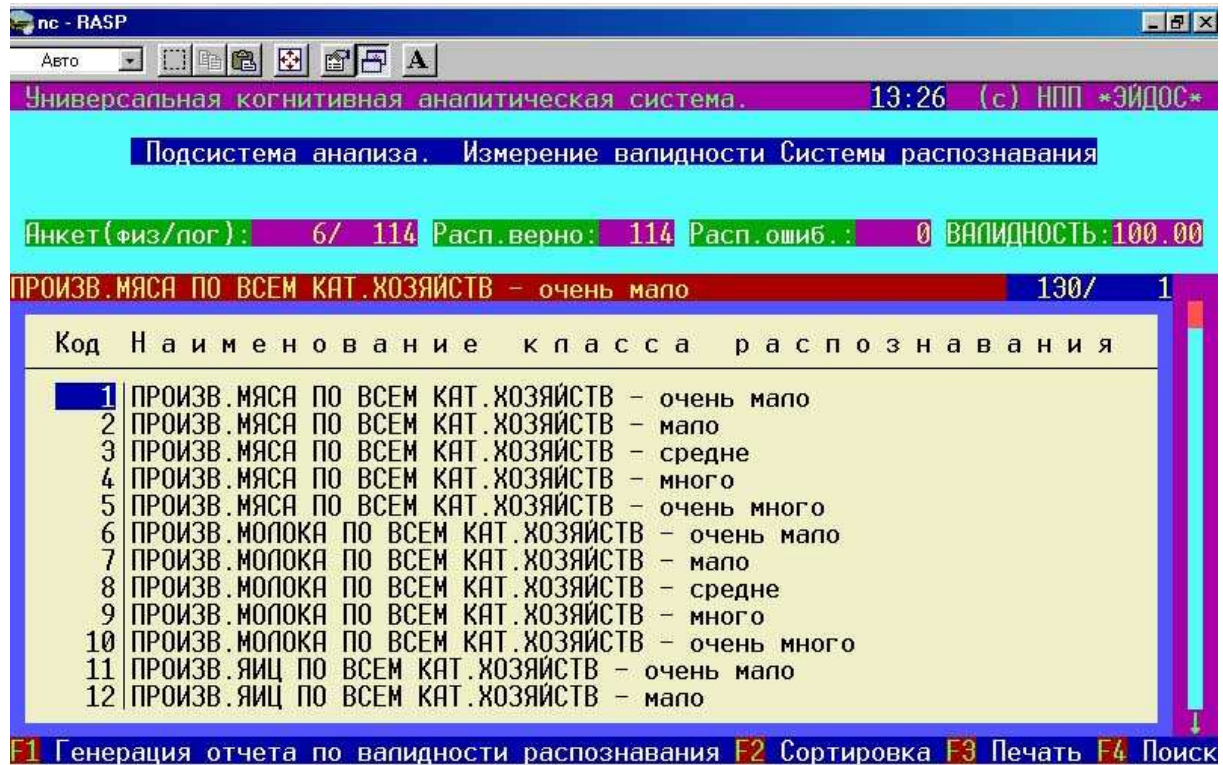 nc - RASP
Авто
A
Универсальная когнитивная аналитическая система. 13:26 (c) НПП *ЭЙДОС*
Подсистема анализа. Измерение валидности Системы распознавания
Анкет(физ/лог): 6/ 114 Расп.верно: 114 Расп.ошиб.: 0 ВАЛИДНОСТЬ:100.00
ПРОИЗВ.МЯСА ПО ВСЕМ КАТ.ХОЗЯЙСТВ - очень мало 130/ 1
Код Н а и м е н о в а н и е к л а с с а р а с п о з н а в а н и я
1 ПРОИЗВ.МЯСА ПО ВСЕМ КАТ.ХОЗЯЙСТВ - очень мало
2 ПРОИЗВ.МЯСА ПО ВСЕМ КАТ.ХОЗЯЙСТВ - мало
3 ПРОИЗВ.МЯСА ПО ВСЕМ КАТ.ХОЗЯЙСТВ - средне
4 ПРОИЗВ.МЯСА ПО ВСЕМ КАТ.ХОЗЯЙСТВ - много
5 ПРОИЗВ.МЯСА ПО ВСЕМ КАТ.ХОЗЯЙСТВ - очень много
6 ПРОИЗВ.МОЛОКА ПО ВСЕМ КАТ.ХОЗЯЙСТВ - очень мало
7 ПРОИЗВ.МОЛОКА ПО ВСЕМ КАТ.ХОЗЯЙСТВ - мало
8 ПРОИЗВ.МОЛОКА ПО ВСЕМ КАТ.ХОЗЯЙСТВ - средне
9 ПРОИЗВ.МОЛОКА ПО ВСЕМ КАТ.ХОЗЯЙСТВ - много
10 ПРОИЗВ.МОЛОКА ПО ВСЕМ КАТ.ХОЗЯЙСТВ - очень много
11 ПРОИЗВ.ЯИЦ ПО ВСЕМ КАТ.ХОЗЯЙСТВ - очень мало
12 ПРОИЗВ.ЯИЦ ПО ВСЕМ КАТ.ХОЗЯЙСТВ - мало
F1 Генерация отчета по валидности распознавания F2 Сортировка F3 Печать F4 Поиск